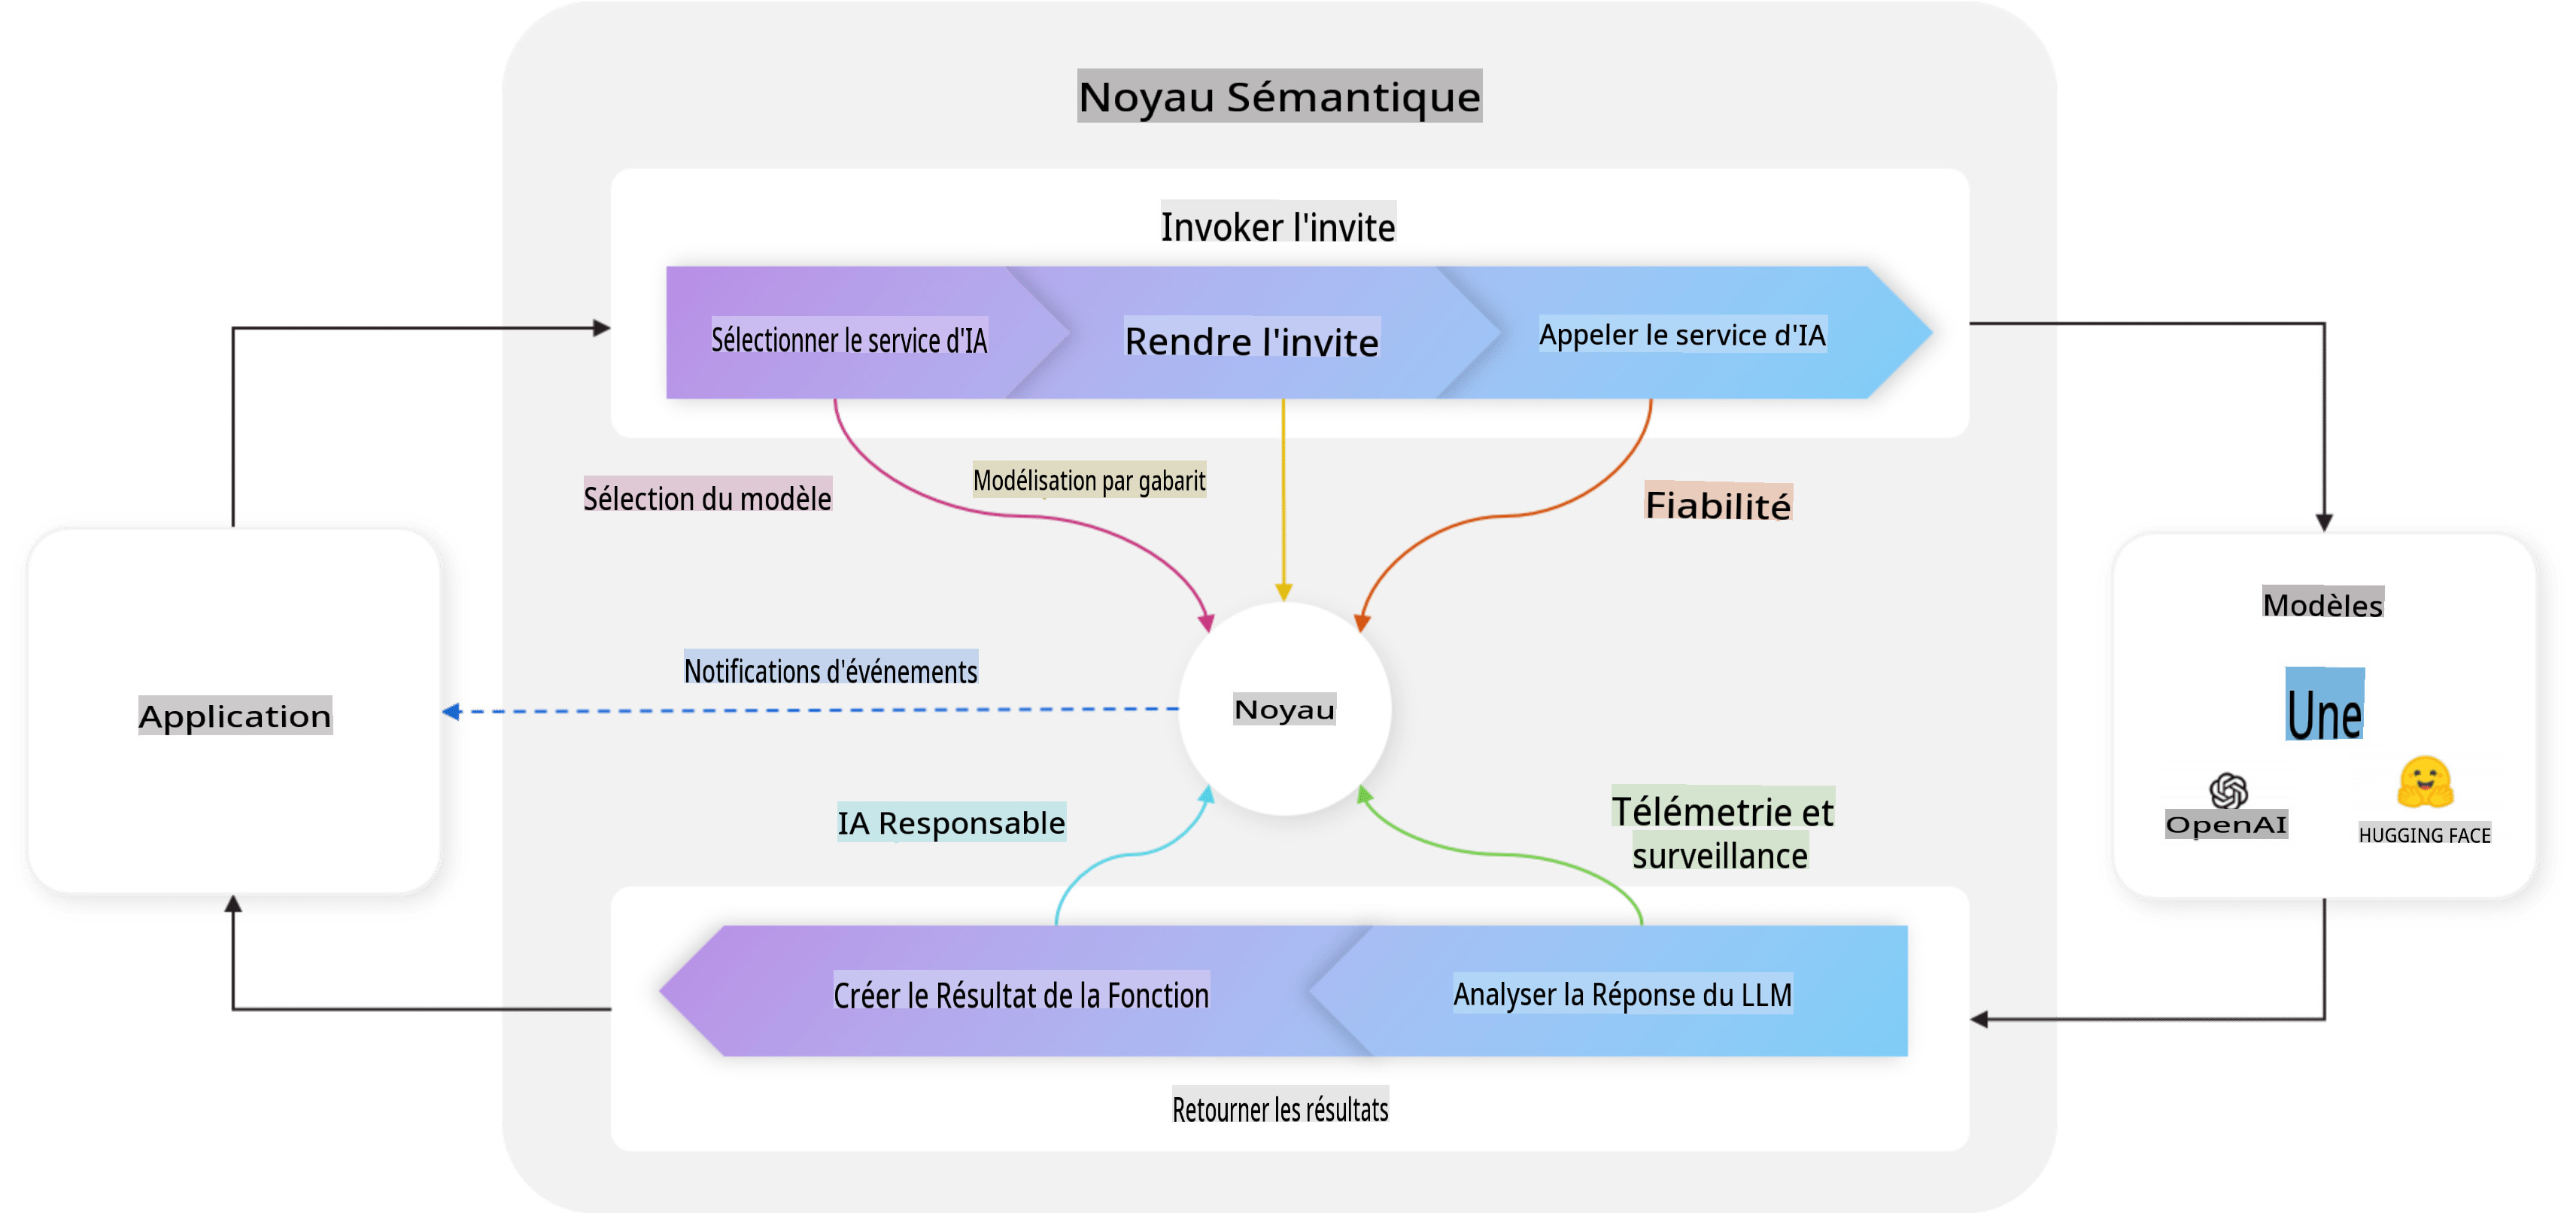 Noyau Sémantique
Invoker l'invite
Sélectionner le service d'IA
Rendre l'invite
Appeler le service d'IA
Sélection du modèle
Modélisation par gabarit
Fiabilité
Notifications d'événements
Application
Noyau
Modèles
Une
OpenAI
HUGGING FACE
IA Responsable
Télémetrie et
surveillance
Créer le Résultat de la Fonction
Analyser la Réponse du LLM
Retourner les résultats